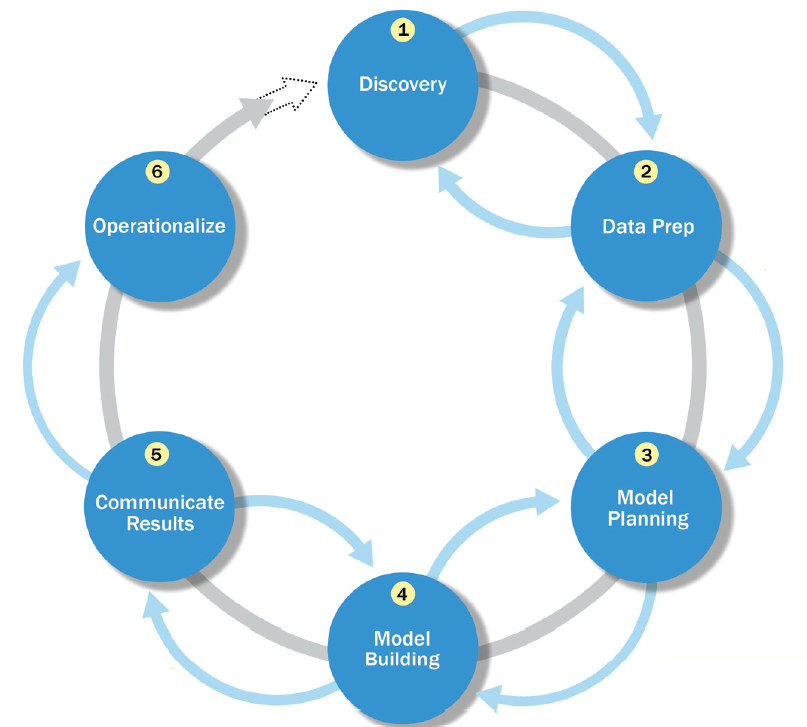 1
Discovery
2
Data Prep
3
Model
Planning
4
Model
Building
5
Communicate
Results
6
Operationalize